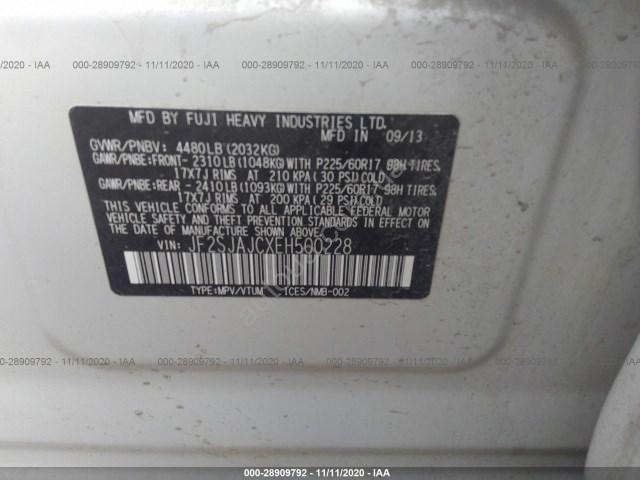 000-28909792 - 11/11/2020 - IAA
MFD BY FUJI HEAVY INDUSTRIES LTD.
MFD IN 09/13
GVWR/PNBV: 4480LB(2032KG)
GAWR/PNBE:FRONT- 2310LB(1048KG)WITH P225/60R17 98H TIRES,
17X7J RIMS AT 210 KPA(30 PSI)COLD
GAWR/PNBE:REAR -2410LB(1093KG)WITH P225/60R17 98H TIRES,
17X7J RIMS AT 200 KPA(29 PSI)COLD
THIS VEHICLE CONFORMS TO ALL APPLICABLE FEDERAL MOTOR
VEHICLE SAFETY, BUMPER, AND THEFT PREVENTION STANDARDS IN EFFECT ON
THE DATE OF MANUFACTURE SHOWN ABOVE.
VIN: JF2SJAJCXEH500228
TYPE:MPV/VTUM ICES/NMB-002
000-28909792 - 11/11/2020 - IAA